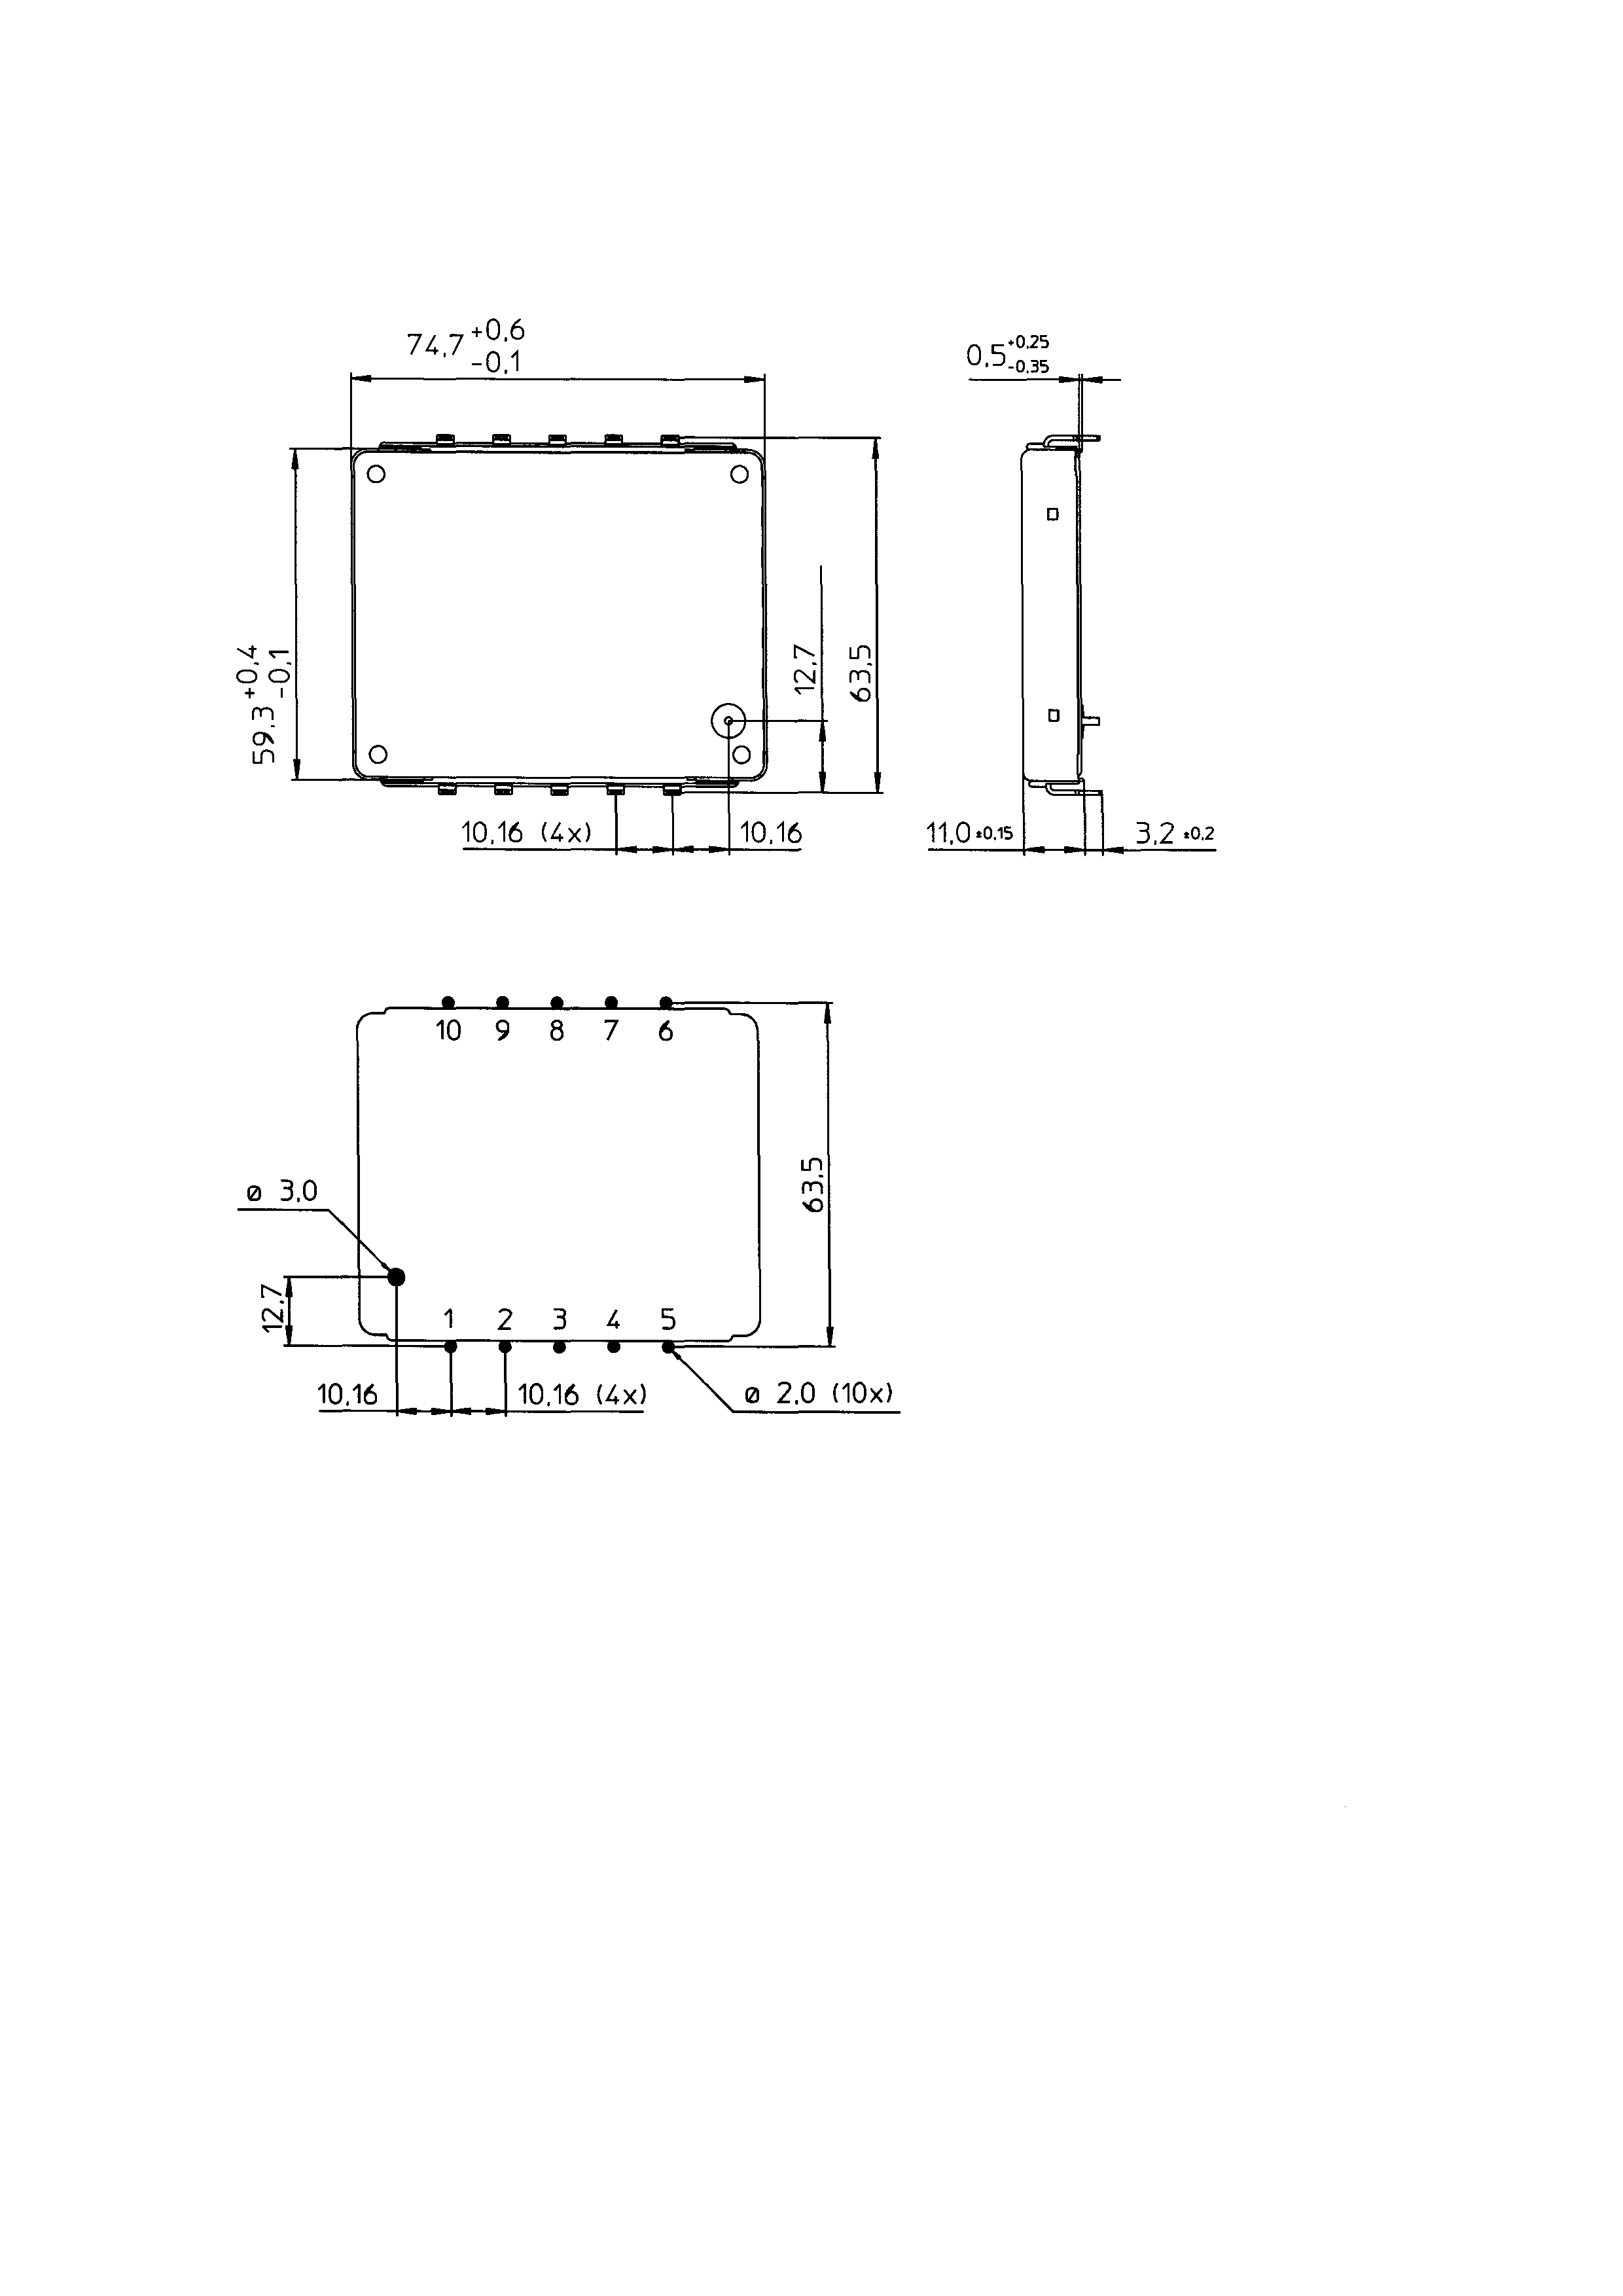 74,7 +0,6
-0,1
0,5 +0,25
-0,35
59,3 +0,4
-0,1
12,7
63,5
10,16 (4x)
10,16
11,0 ±0,15
3,2 ±0,2
10 9 8 7 6
63,5
ø 3,0
12,7
1 2 3 4 5
10,16
10,16 (4x)
ø 2,0 (10x)